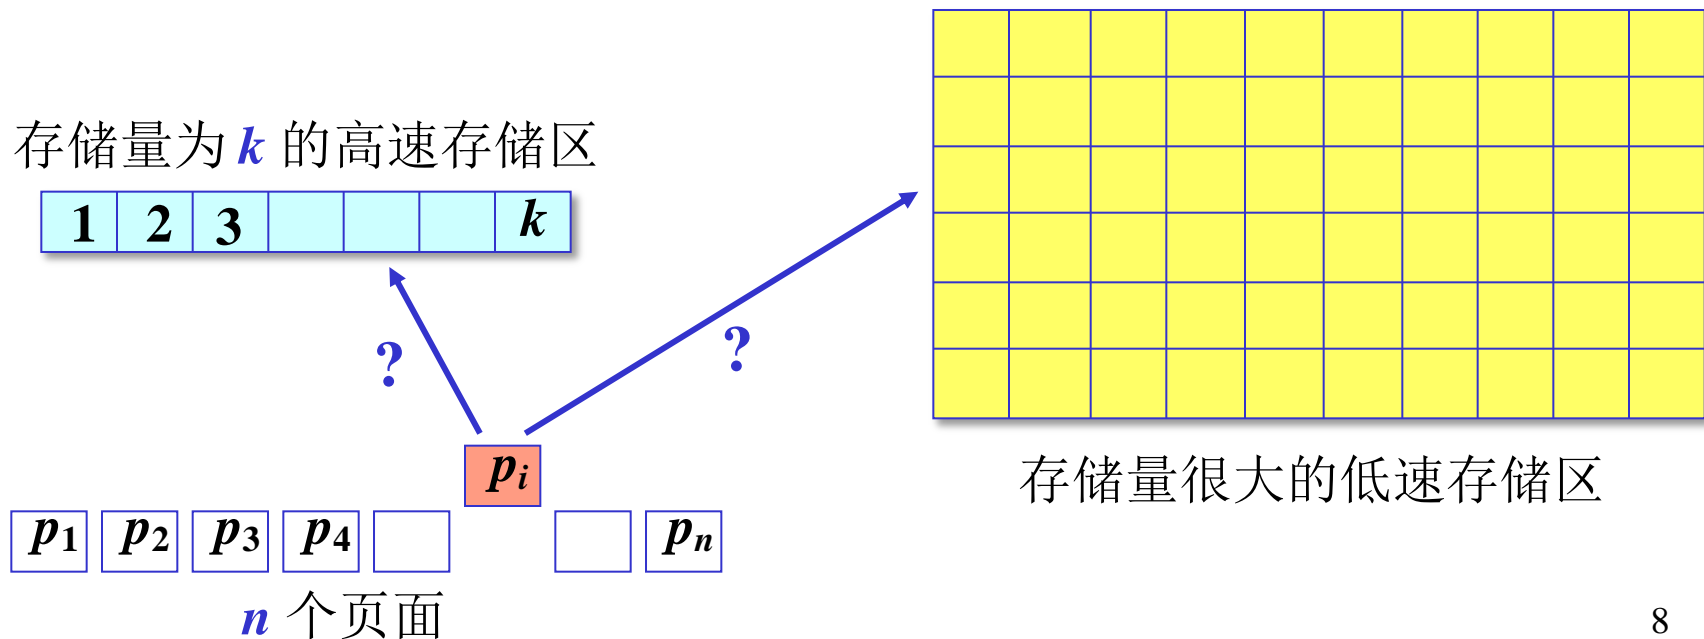 存储量为 k 的高速存储区
1 2 3 k
? ?
pi
存储量很大的低速存储区
p1 p2 p3 p4 pn
n 个页面
8